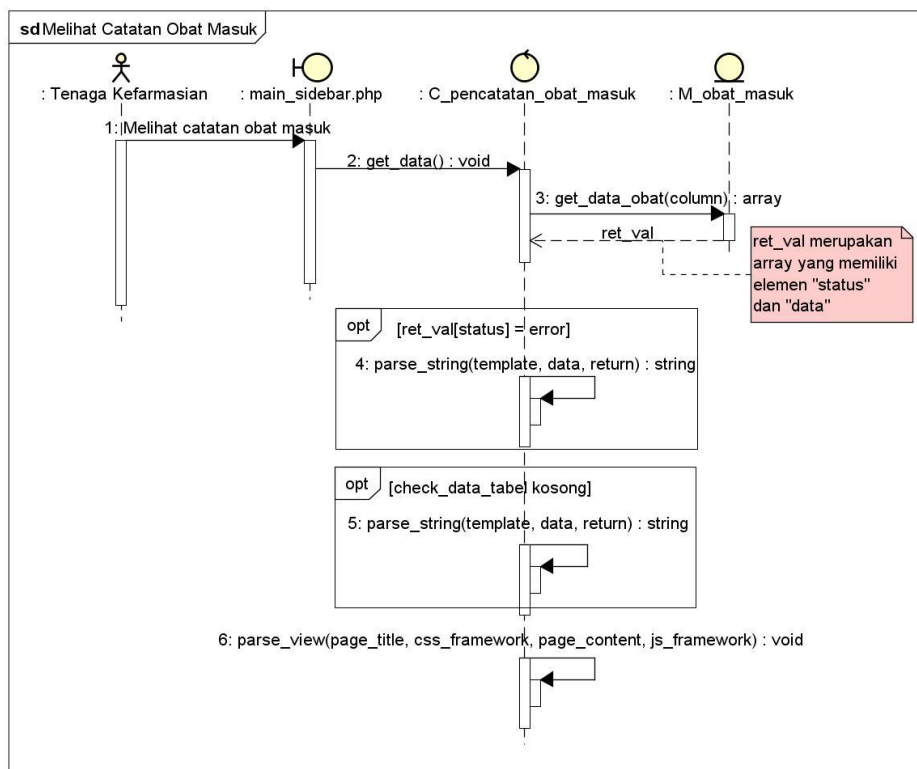 sd Melihat Catatan Obat Masuk
: Tenaga Kefarmasian
: main_sidebar.php
: C_pencatatan_obat_masuk
: M_obat_masuk
1: Melihat catatan obat masuk
2: get_data() : void
3: get_data_obat(column) : array
ret_val
ret_val merupakan
array yang memiliki
elemen "status"
dan "data"
opt
[ret_val[status] = error]
4: parse_string(template, data, return) : string
opt
[check_data_tabel kosong]
5: parse_string(template, data, return) : string
6: parse_view(page_title, css_framework, page_content, js_framework) : void